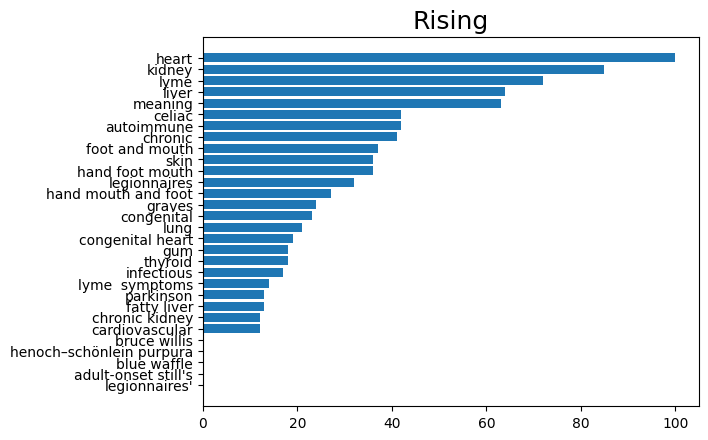 Rising
heart
kidney
lyme
liver
meaning
celiac
autoimmune
chronic
foot and mouth
skin
hand foot mouth
legionnaires
hand mouth and foot
graves
congenital
lung
congenital heart
gum
thyroid
infectious
lyme  symptoms
parkinson
fatty liver
chronic kidney
cardiovascular
bruce willis
henoch–schönlein purpura
blue waffle
adult-onset still's
legionnaires'
0 20 40 60 80 100